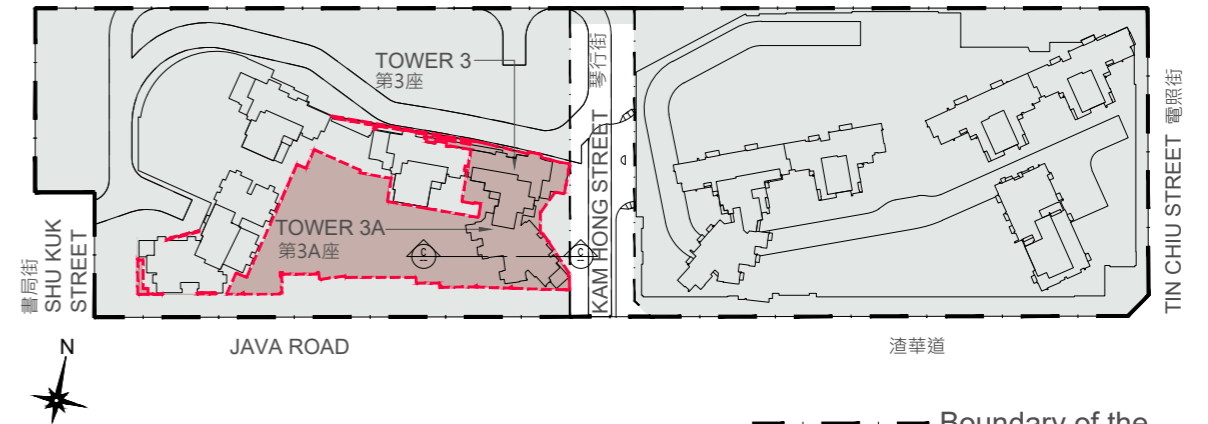 TOWER 3
第3座
琴行街
KAM HONG STREET
TOWER 3A
第3A座
書局街
SHU KUK
STREET
電照街
TIN CHIU STREET
JAVA ROAD
渣華道
N
Boundary of the